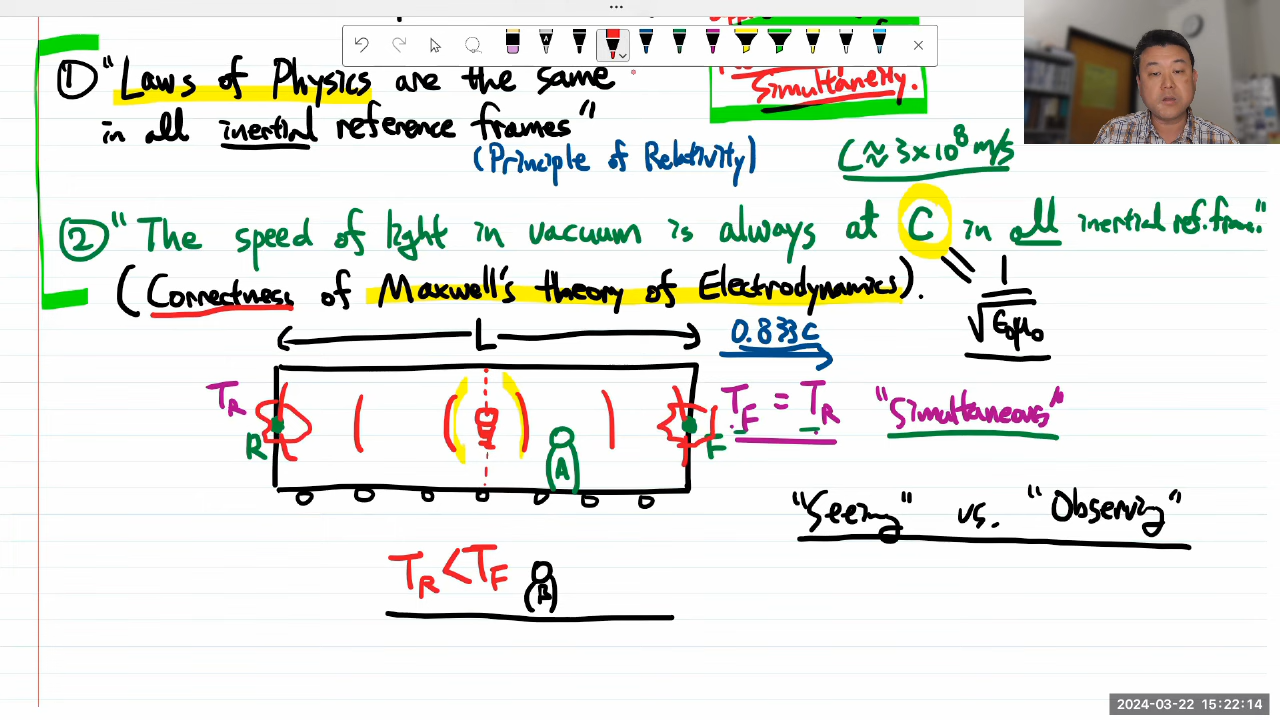 ① "Laws of Physics are the same
in all inertial reference frames"
(Principle of Relativity)
Simultaneity.
C ≈ 3×10⁸ m/s
② "The speed of light in vacuum is always at C in all inertial ref. frame."
(Correctness of Maxwell's theory of Electrodynamics).
= 1/√ε₀μ₀
L
0.833c
T_R
R
A
F
T_F = T_R "Simultaneous"
"Seeing" vs. "Observing"
T_R < T_F
B
2024-03-22 15:22:14